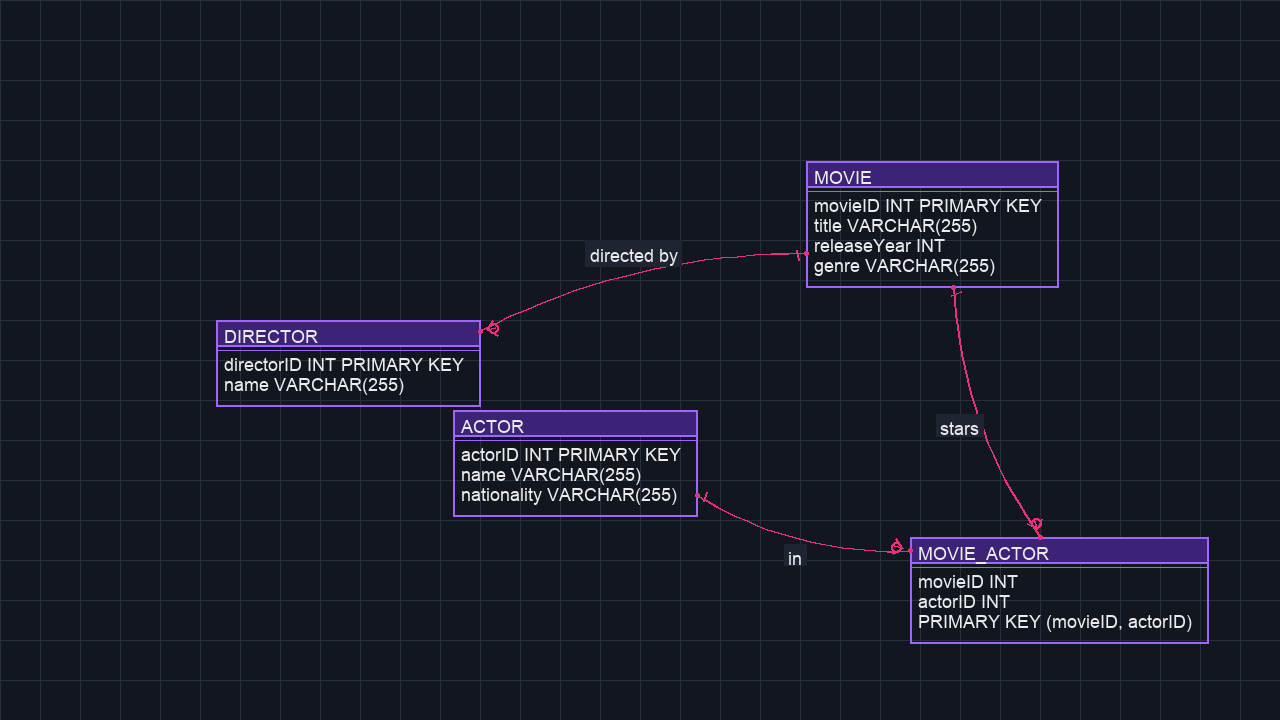 MOVIE
movieID INT PRIMARY KEY
title VARCHAR(255)
releaseYear INT
genre VARCHAR(255)
directed by
DIRECTOR
directorID INT PRIMARY KEY
name VARCHAR(255)
ACTOR
actorID INT PRIMARY KEY
name VARCHAR(255)
nationality VARCHAR(255)
stars
in
MOVIE_ACTOR
movieID INT
actorID INT
PRIMARY KEY (movieID, actorID)